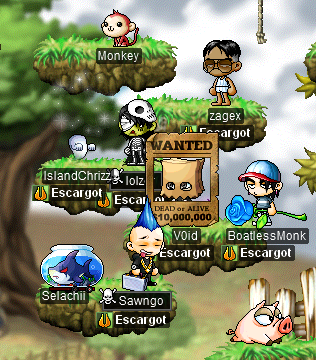 Monkey
zagex
Escargot
IslandChrizz
Escargot
lolz
Escargot
WANTED
DEAD or ALIVE
$10,000,000
V0id
Escargot
BoatlessMonk
Escargot
Selachii
Sawngo
Escargot